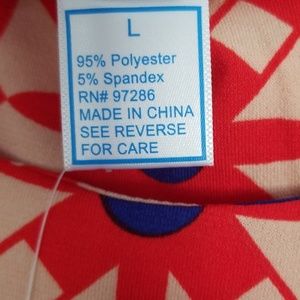 L
95% Polyester
5% Spandex
RN# 97286
MADE IN CHINA
SEE REVERSE
FOR CARE